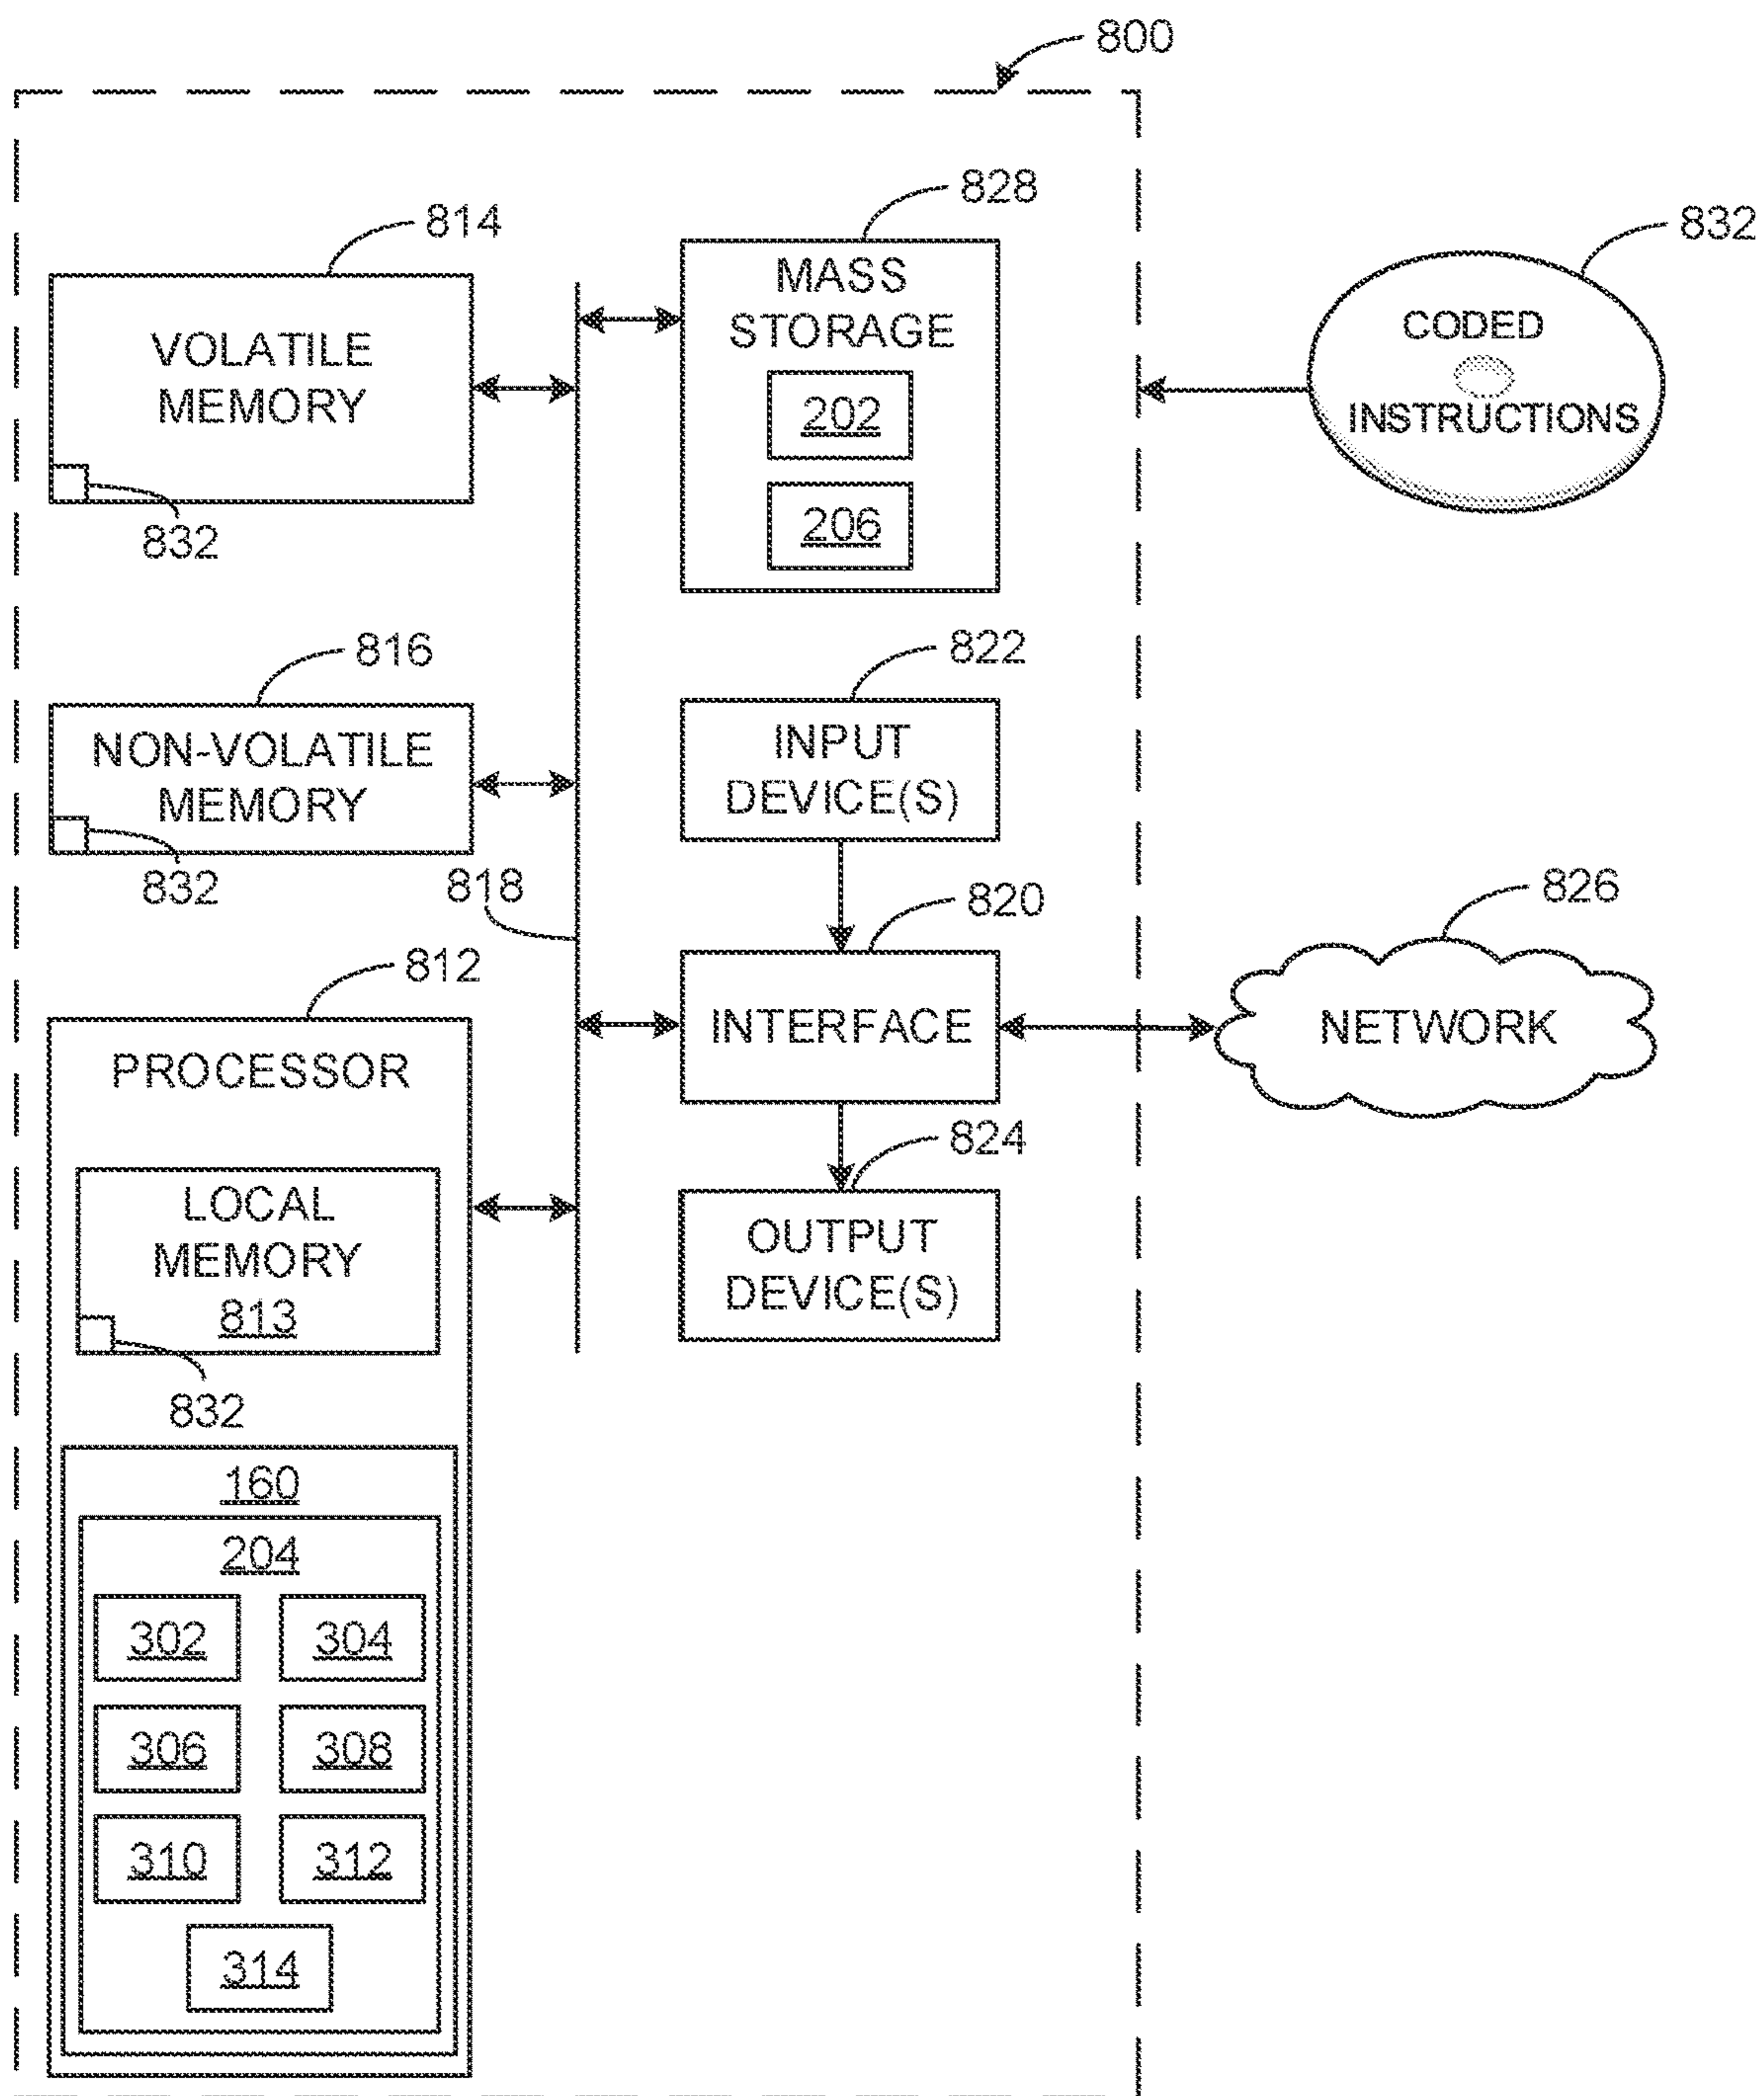 800
828
814
832
MASS
STORAGE
VOLATILE
MEMORY
CODED
INSTRUCTIONS
202
206
832
816
822
NON-VOLATILE
MEMORY
INPUT
DEVICE(S)
832
818
820
826
812
INTERFACE
NETWORK
PROCESSOR
824
LOCAL
MEMORY
813
OUTPUT
DEVICE(S)
832
160
204
302
304
306
308
310
312
314